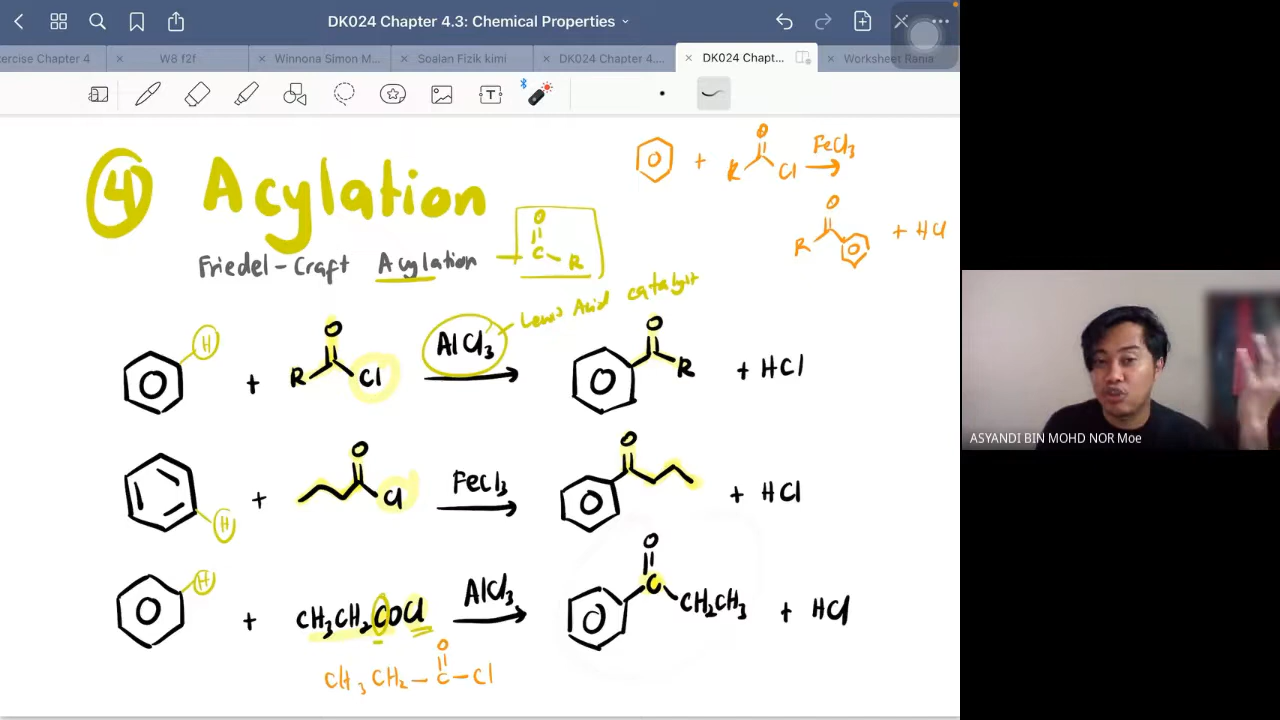 DK024 Chapter 4.3: Chemical Properties
ercise Chapter 4
W8 f2f
Winnona Simon M...
Soalan Fizik kimi
DK024 Chapter 4....
DK024 Chapt...
Worksheet Rania
④ Acylation
Friedel-Craft Acylation
O
C R
O
+ R Cl FeCl3
O
R + HCl
Lewis Acid catalyst
H O O
+ R Cl AlCl3 R + HCl
O O
+ Cl FeCl3 + HCl
H
H O
+ CH3CH2COCl AlCl3 C CH2CH3 + HCl
O
CH3 CH2 - C - Cl
ASYANDI BIN MOHD NOR Moe